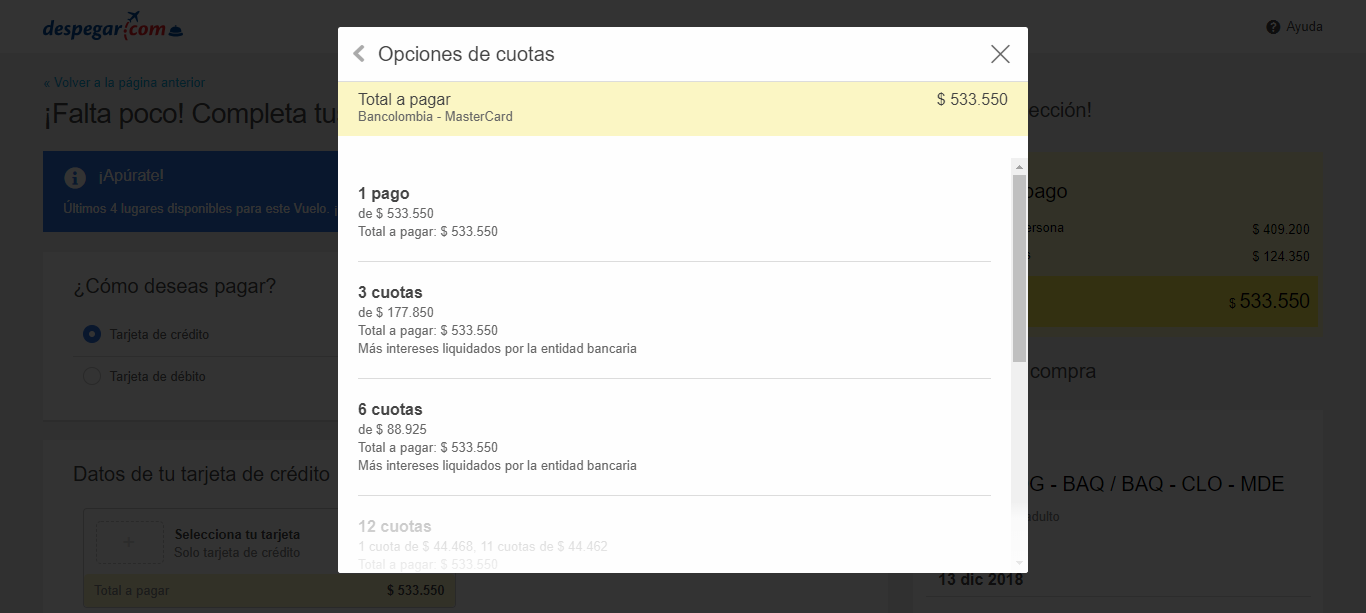 despegar.com
Ayuda
« Volver a la página anterior
¡Falta poco! Completa tu
¡Apúrate!
Últimos 4 lugares disponibles para este Vuelo.
¿Cómo deseas pagar?
Tarjeta de crédito
Tarjeta de débito
Datos de tu tarjeta de crédito
Selecciona tu tarjeta
Solo tarjeta de crédito
Total a pagar $ 533.550
Opciones de cuotas
Total a pagar $ 533.550
Bancolombia - MasterCard
1 pago
de $ 533.550
Total a pagar: $ 533.550
3 cuotas
de $ 177.850
Total a pagar: $ 533.550
Más intereses liquidados por la entidad bancaria
6 cuotas
de $ 88.925
Total a pagar: $ 533.550
Más intereses liquidados por la entidad bancaria
12 cuotas
1 cuota de $ 44.468, 11 cuotas de $ 44.462
Total a pagar: $ 533.550
ección!
pago
ersona $ 409.200
s $ 124.350
$ 533.550
compra
G - BAQ / BAQ - CLO - MDE
adulto
13 dic 2018